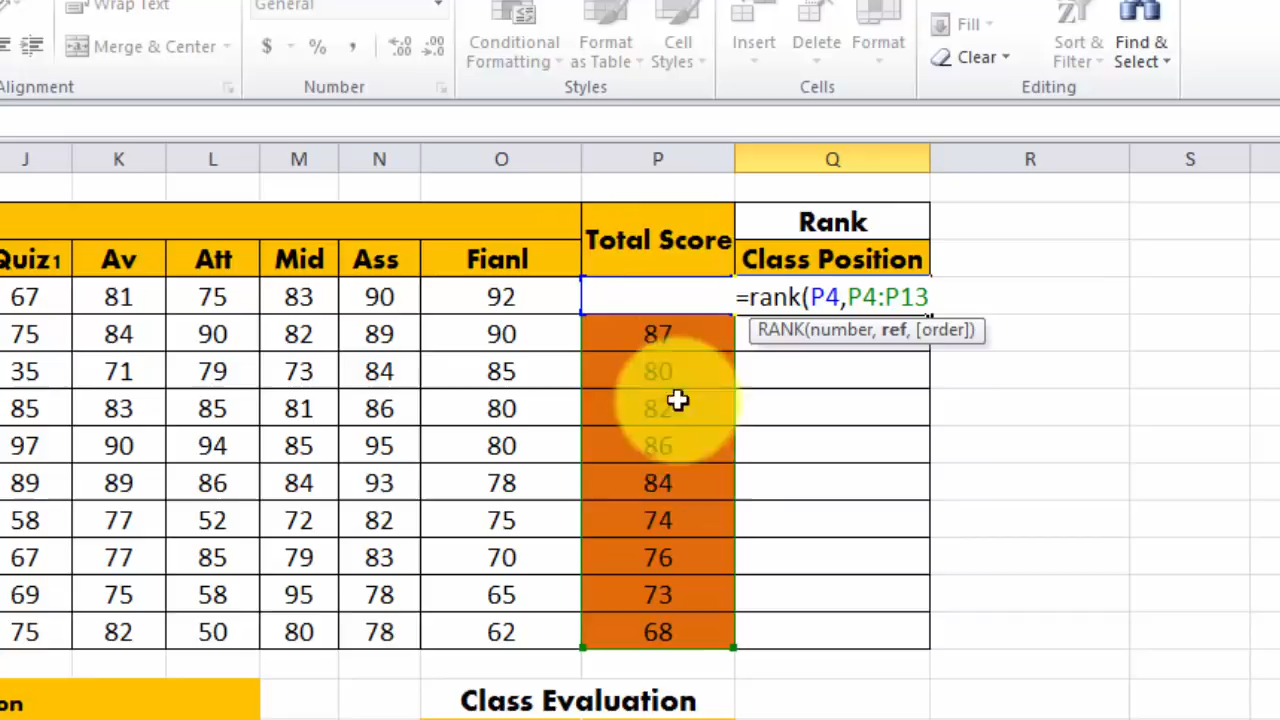 Wrap Text
General
Merge & Center
$ % ,
Conditional Formatting
Format as Table
Cell Styles
Insert
Delete
Format
Fill
Clear
Sort & Filter
Find & Select
Alignment
Number
Styles
Cells
Editing
J K L M N O P Q R S
Total Score
Rank
Quiz1 Av Att Mid Ass Fianl Class Position
67 81 75 83 90 92 =rank(P4,P4:P13
RANK(number, ref, [order])
75 84 90 82 89 90 87
35 71 79 73 84 85 80
85 83 85 81 86 80 82
97 90 94 85 95 80 86
89 89 86 84 93 78 84
58 77 52 72 82 75 74
67 77 85 79 83 70 76
69 75 58 95 78 65 73
75 82 50 80 78 62 68
on
Class Evaluation